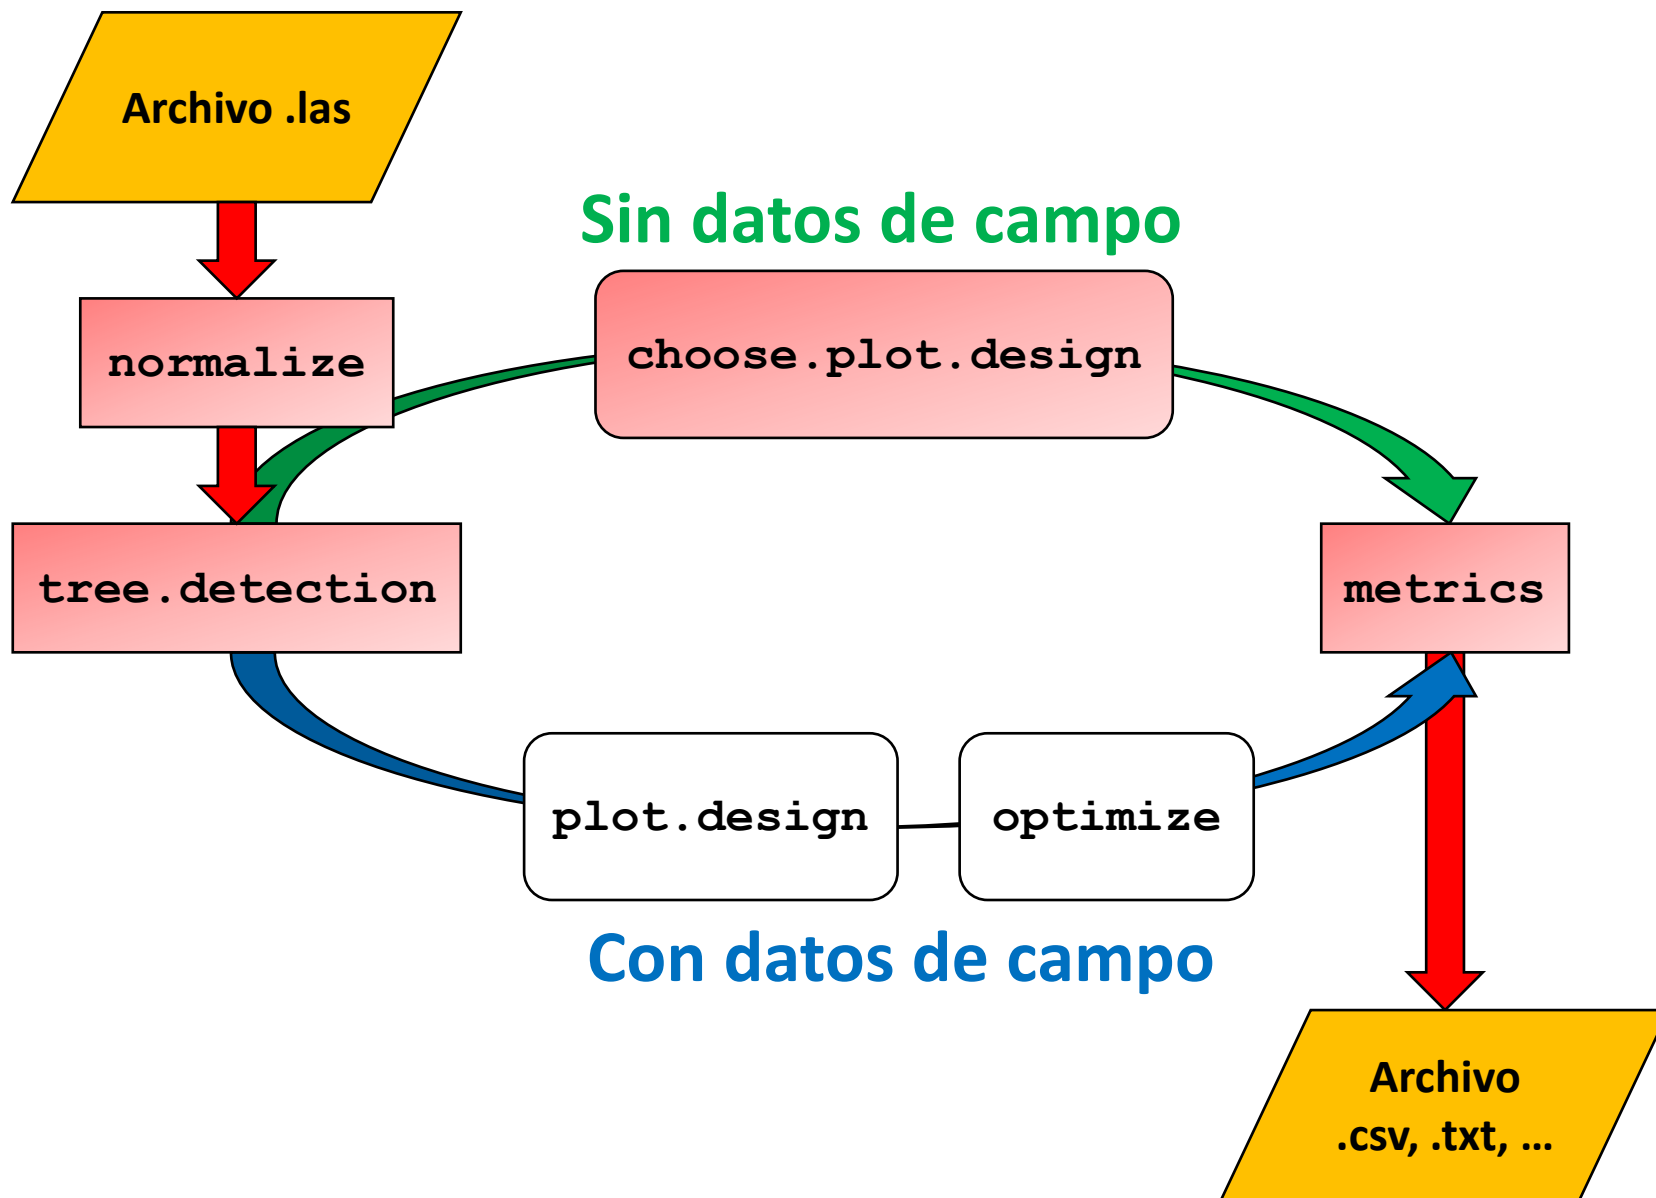 Archivo .las
Sin datos de campo
normalize
choose.plot.design
tree.detection
metrics
plot.design
optimize
Con datos de campo
Archivo
.csv, .txt, ...